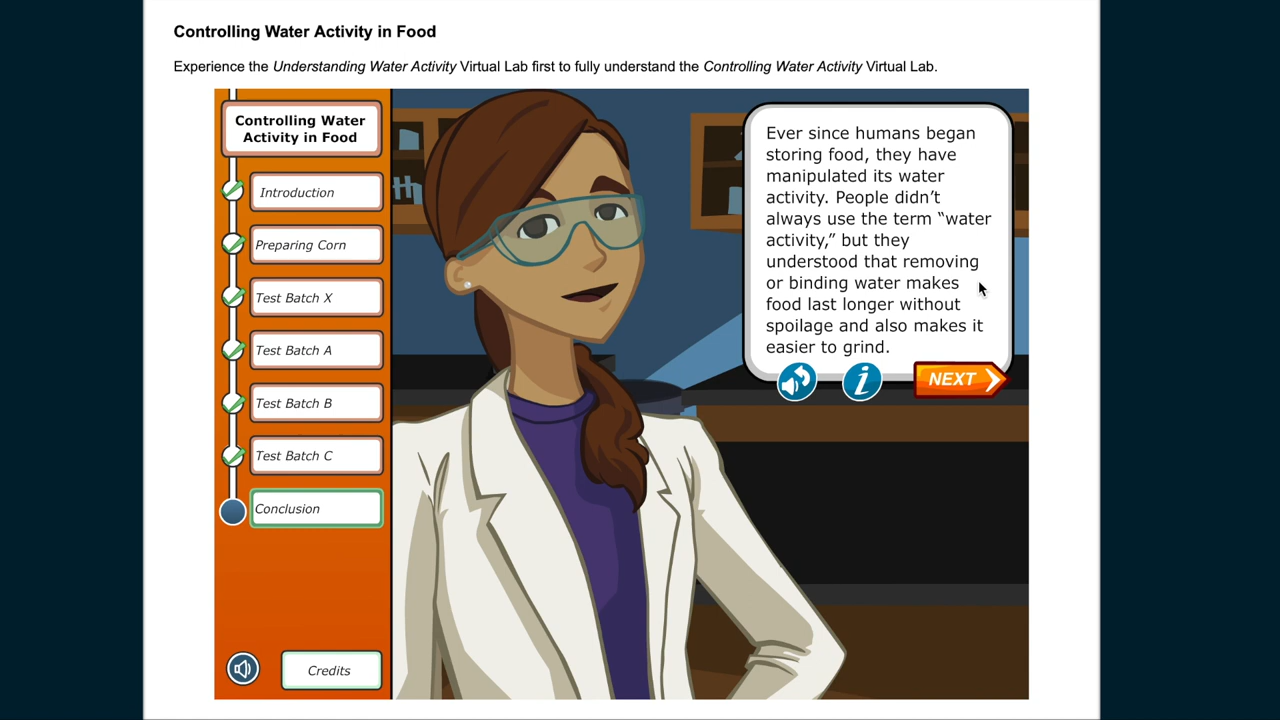 Controlling Water Activity in Food
Experience the Understanding Water Activity Virtual Lab first to fully understand the Controlling Water Activity Virtual Lab.
Controlling Water
Activity in Food
Introduction
Preparing Corn
Test Batch X
Test Batch A
Test Batch B
Test Batch C
Conclusion
Credits
Ever since humans began
storing food, they have
manipulated its water
activity. People didn’t
always use the term “water
activity,” but they
understood that removing
or binding water makes
food last longer without
spoilage and also makes it
easier to grind.
i
NEXT